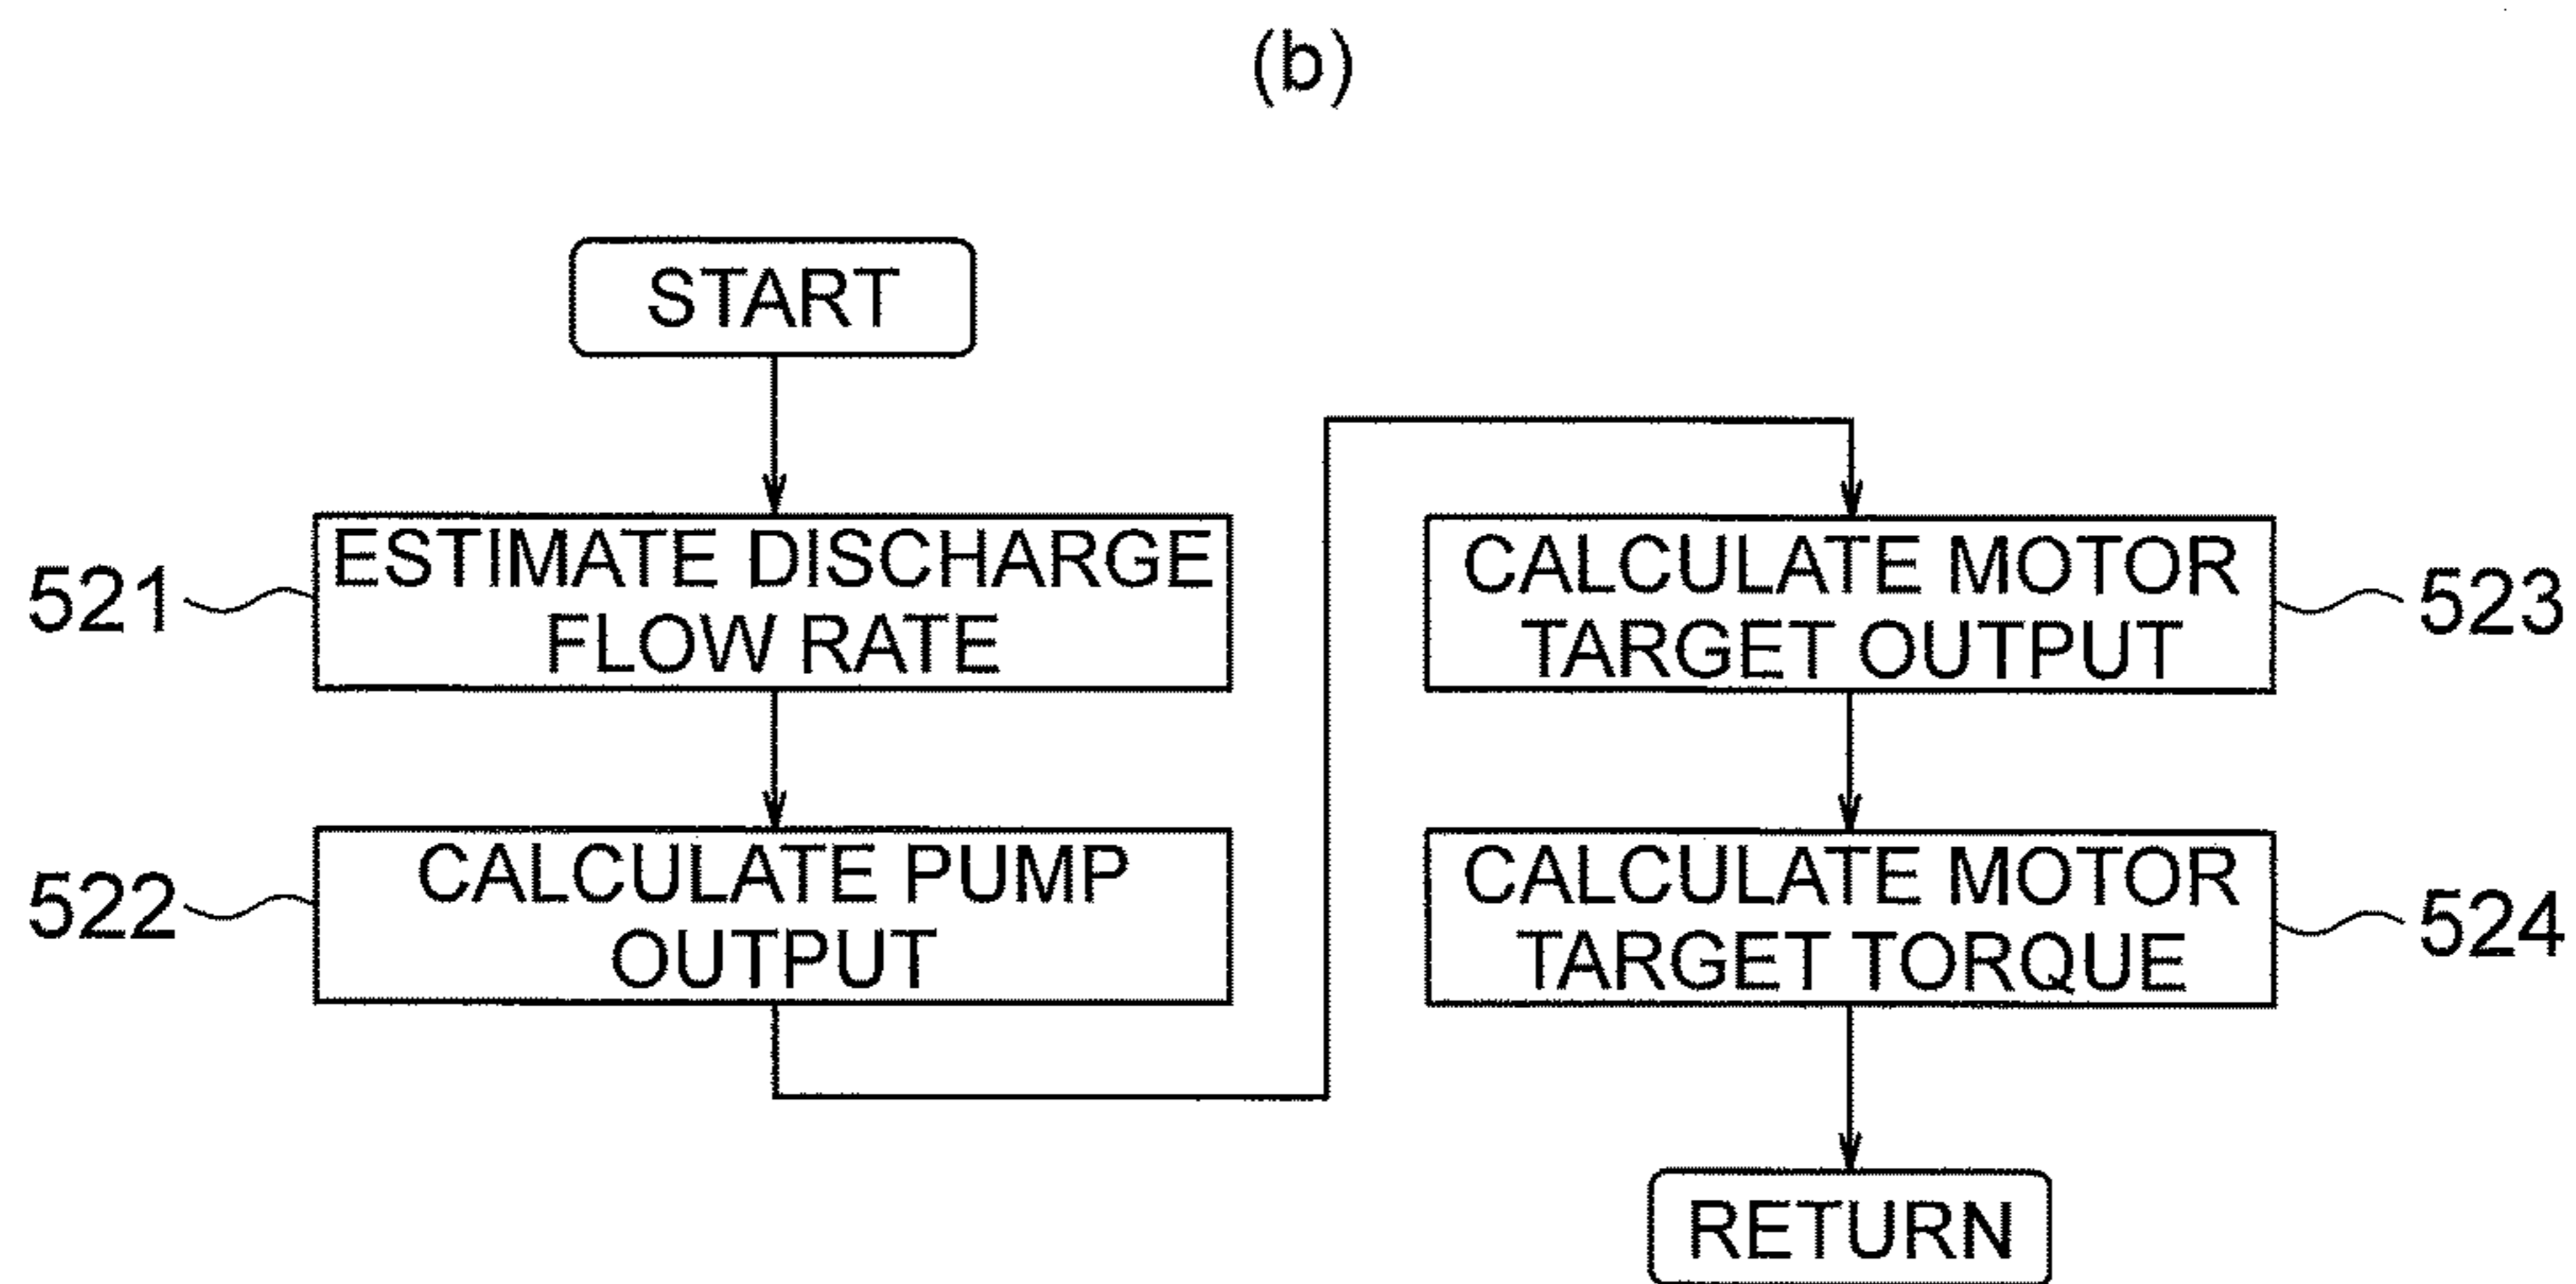 (b)
START
521
ESTIMATE DISCHARGE
FLOW RATE
522
CALCULATE PUMP
OUTPUT
CALCULATE MOTOR
TARGET OUTPUT
523
CALCULATE MOTOR
TARGET TORQUE
524
RETURN